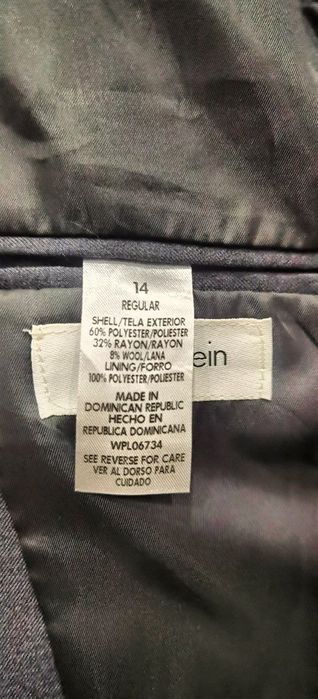 14
REGULAR
SHELL/TELA EXTERIOR
60% POLYESTER/POLIESTER
32% RAYON/RAYON
8% WOOL/LANA
LINING/FORRO
100% POLYESTER/POLIESTER
MADE IN
DOMINICAN REPUBLIC
HECHO EN
REPUBLICA DOMINICANA
WPL06734
SEE REVERSE FOR CARE
VER AL DORSO PARA
CUIDADO
ein